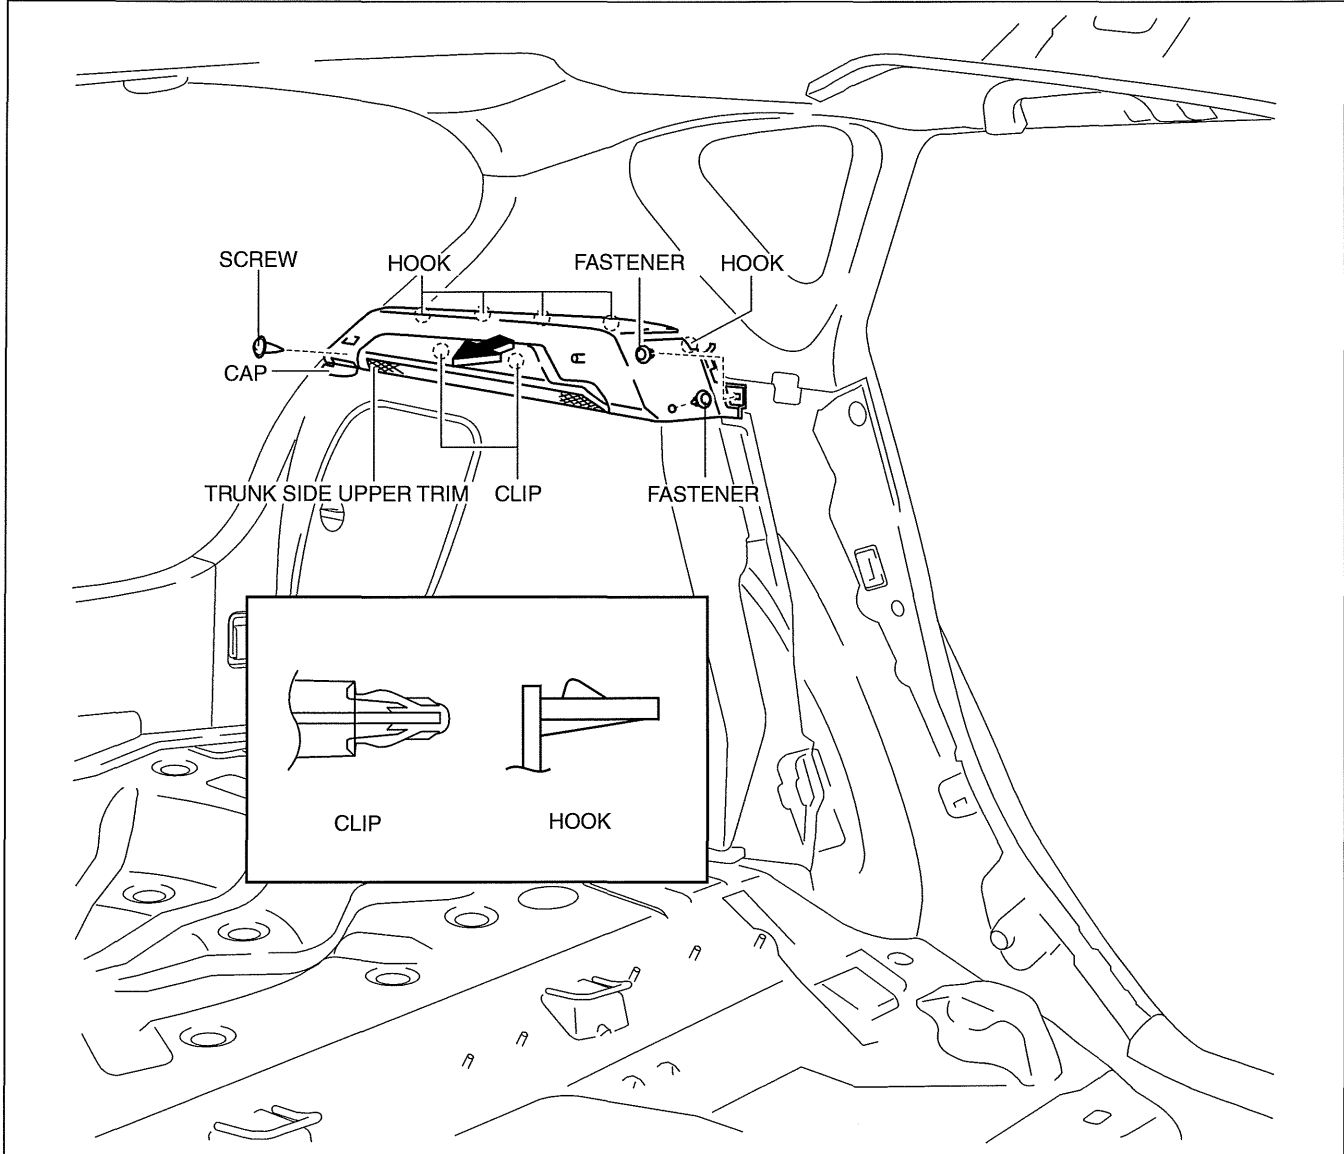 SCREW
HOOK
FASTENER
HOOK
CAP
TRUNK SIDE UPPER TRIM
CLIP
FASTENER
CLIP
HOOK